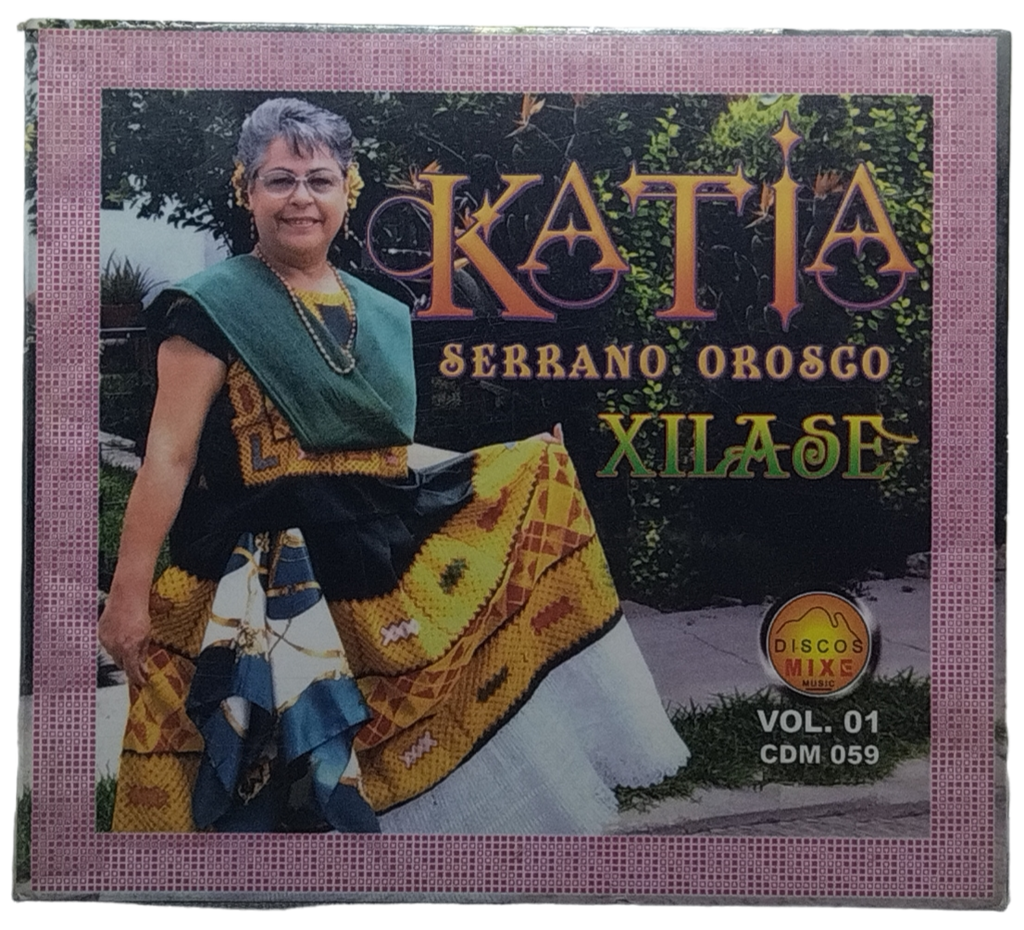 KATIA
SERRANO OROSCO
XILASE
DISCOS
MIXE
MUSIC
VOL. 01
CDM 059